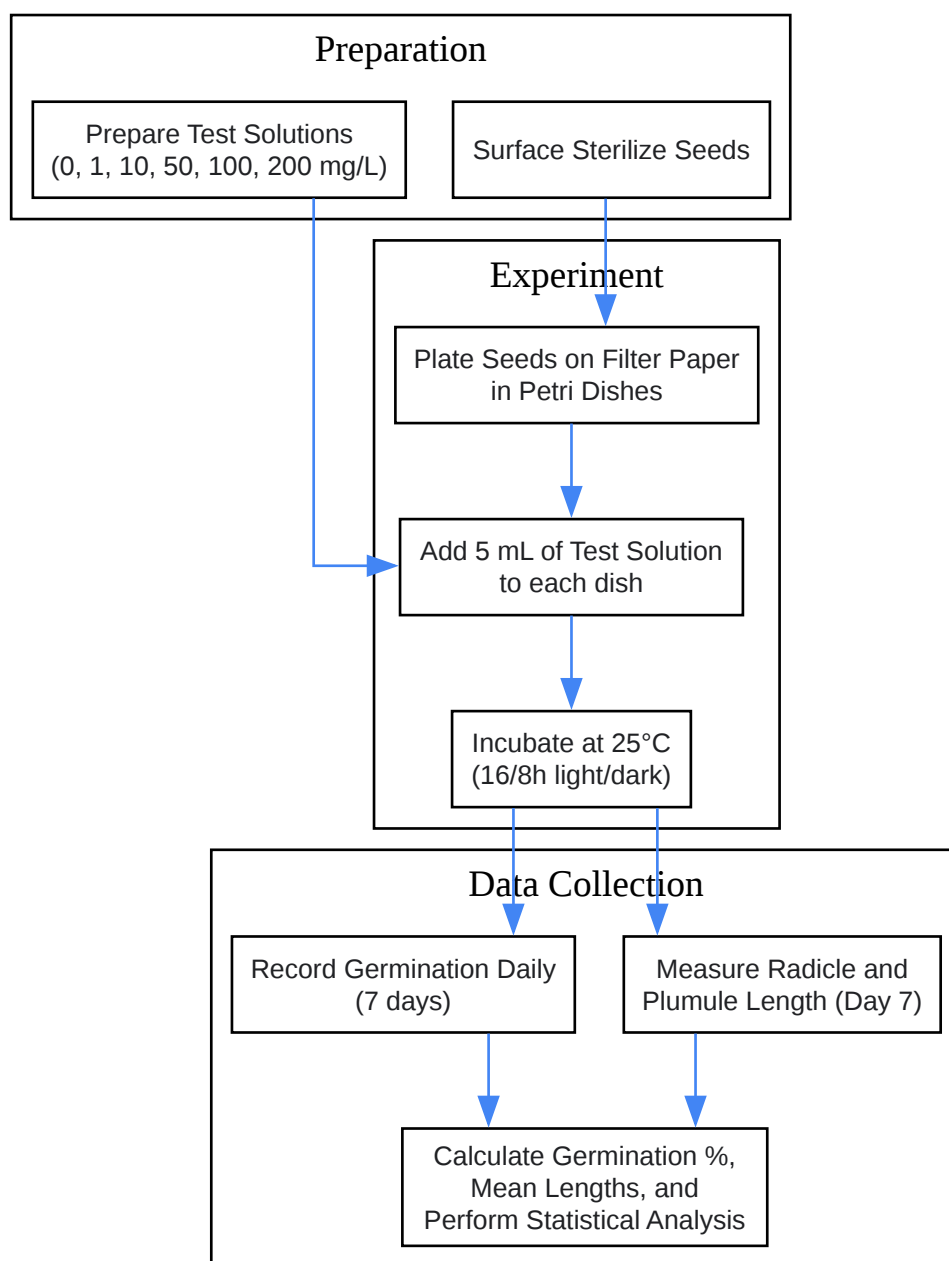 Preparation
Prepare Test Solutions
(0, 1, 10, 50, 100, 200 mg/L)
Surface Sterilize Seeds
Experiment
Plate Seeds on Filter Paper
in Petri Dishes
Add 5 mL of Test Solution
to each dish
Incubate at 25°C
(16/8h light/dark)
Data Collection
Record Germination Daily
(7 days)
Measure Radicle and
Plumule Length (Day 7)
Calculate Germination %,
Mean Lengths, and
Perform Statistical Analysis